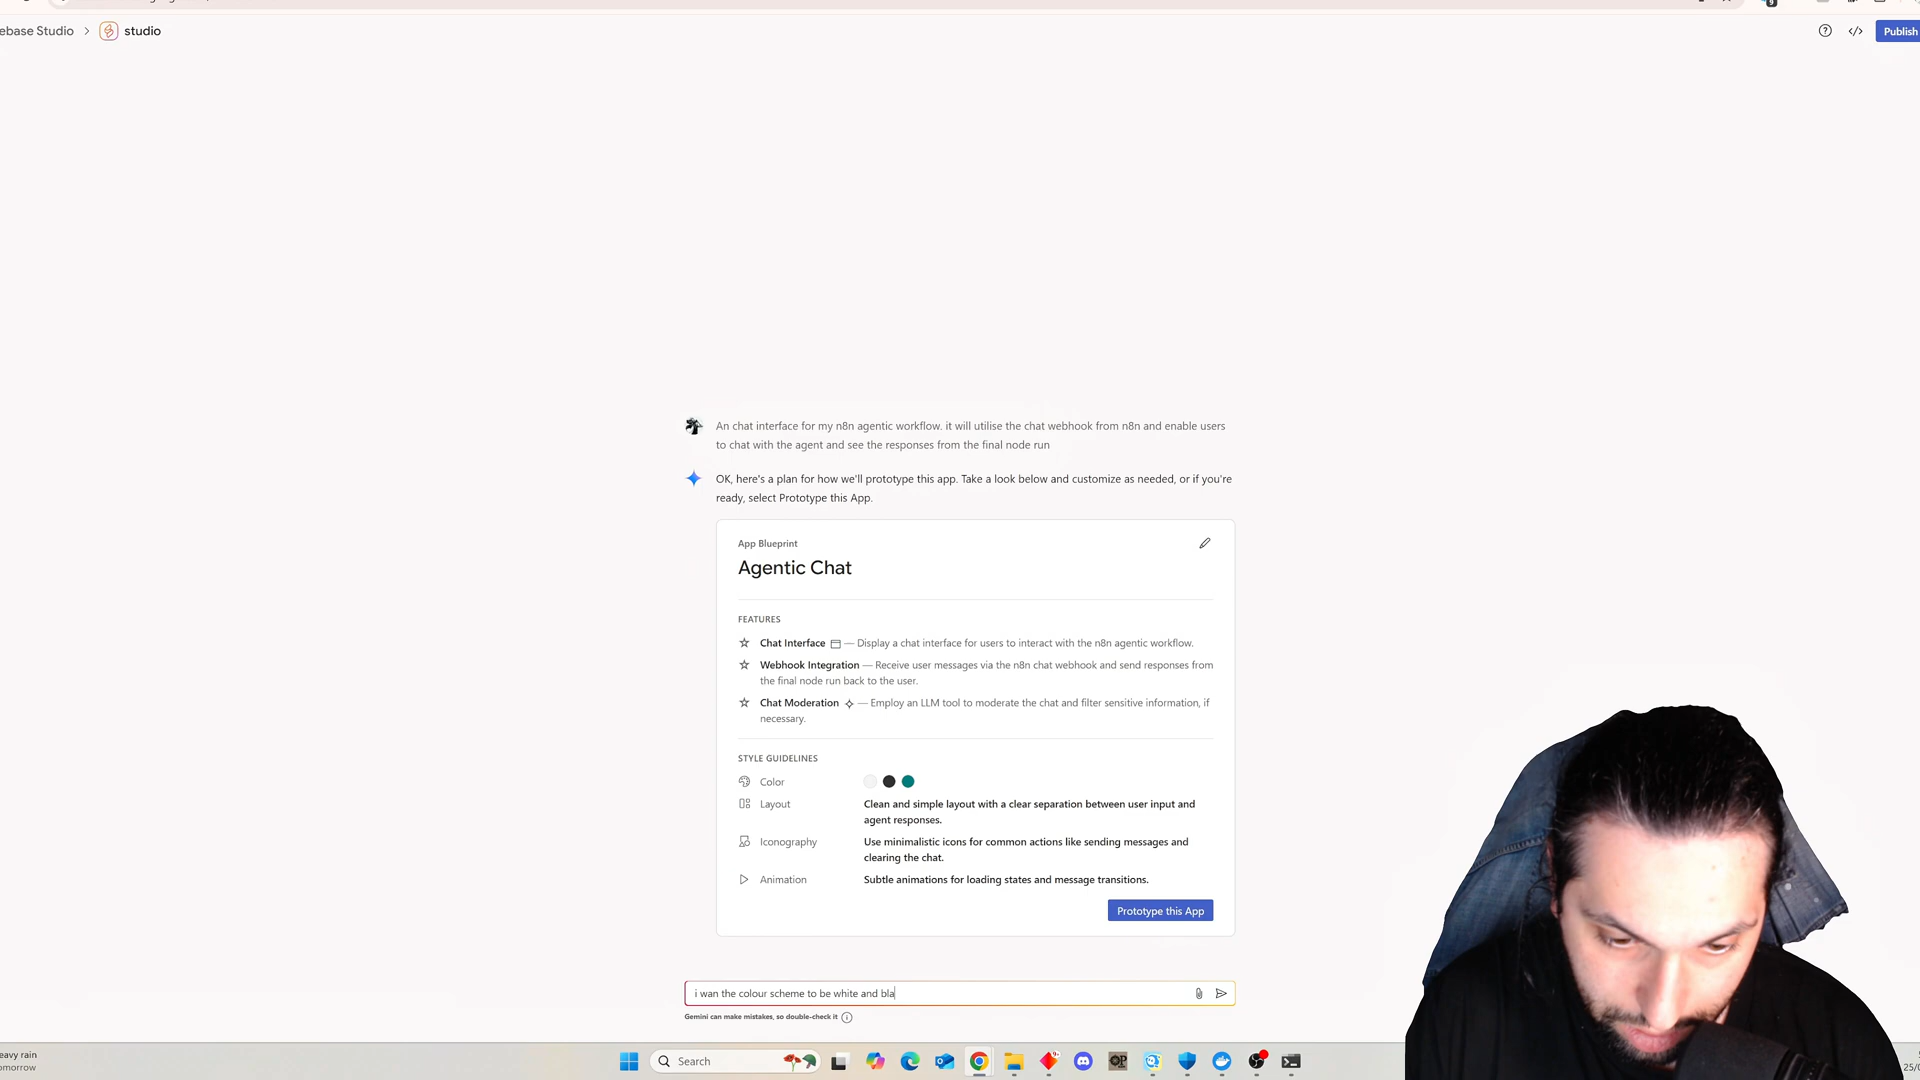 ebase Studio > studio
Publish
An chat interface for my n8n agentic workflow. it will utilise the chat webhook from n8n and enable users
to chat with the agent and see the responses from the final node run
OK, here's a plan for how we'll prototype this app. Take a look below and customize as needed, or if you're
ready, select Prototype this App.
App Blueprint
Agentic Chat
FEATURES
Chat Interface — Display a chat interface for users to interact with the n8n agentic workflow.
Webhook Integration — Receive user messages via the n8n chat webhook and send responses from
the final node run back to the user.
Chat Moderation — Employ an LLM tool to moderate the chat and filter sensitive information, if
necessary.
STYLE GUIDELINES
Color
Layout Clean and simple layout with a clear separation between user input and
agent responses.
Iconography Use minimalistic icons for common actions like sending messages and
clearing the chat.
Animation Subtle animations for loading states and message transitions.
Prototype this App
i wan the colour scheme to be white and bla
Gemini can make mistakes, so double-check it
eavy rain
omorrow
Search
OP
25/0